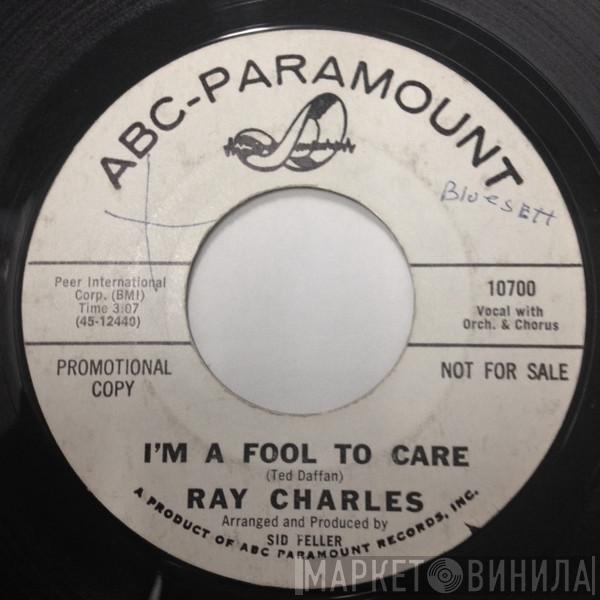 ABC-PARAMOUNT
BluesEtt
Peer International
Corp. (BMI)
Time 3:07
(45-12440)
10700
Vocal with
Orch. & Chorus
PROMOTIONAL
COPY
NOT FOR SALE
I'M A FOOL TO CARE
(Ted Daffan)
RAY CHARLES
Arranged and Produced by
SID FELLER
A PRODUCT OF ABC PARAMOUNT RECORDS, INC.
МАРКЕТ ВИНИЛА